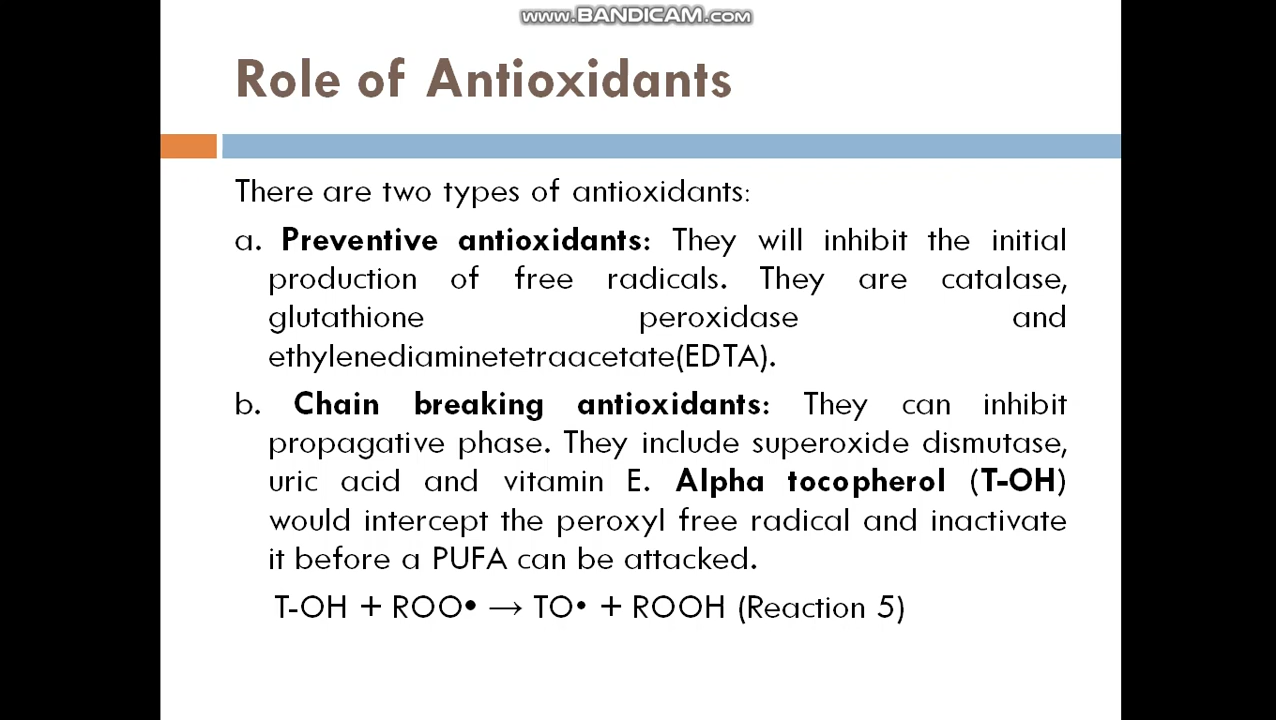 www.BANDICAM.com
Role of Antioxidants
There are two types of antioxidants:
a. Preventive antioxidants: They will inhibit the initial
production of free radicals. They are catalase,
glutathione peroxidase and
ethylenediaminetetraacetate(EDTA).
b. Chain breaking antioxidants: They can inhibit
propagative phase. They include superoxide dismutase,
uric acid and vitamin E. Alpha tocopherol (T-OH)
would intercept the peroxyl free radical and inactivate
it before a PUFA can be attacked.
T-OH + ROO• → TO• + ROOH (Reaction 5)